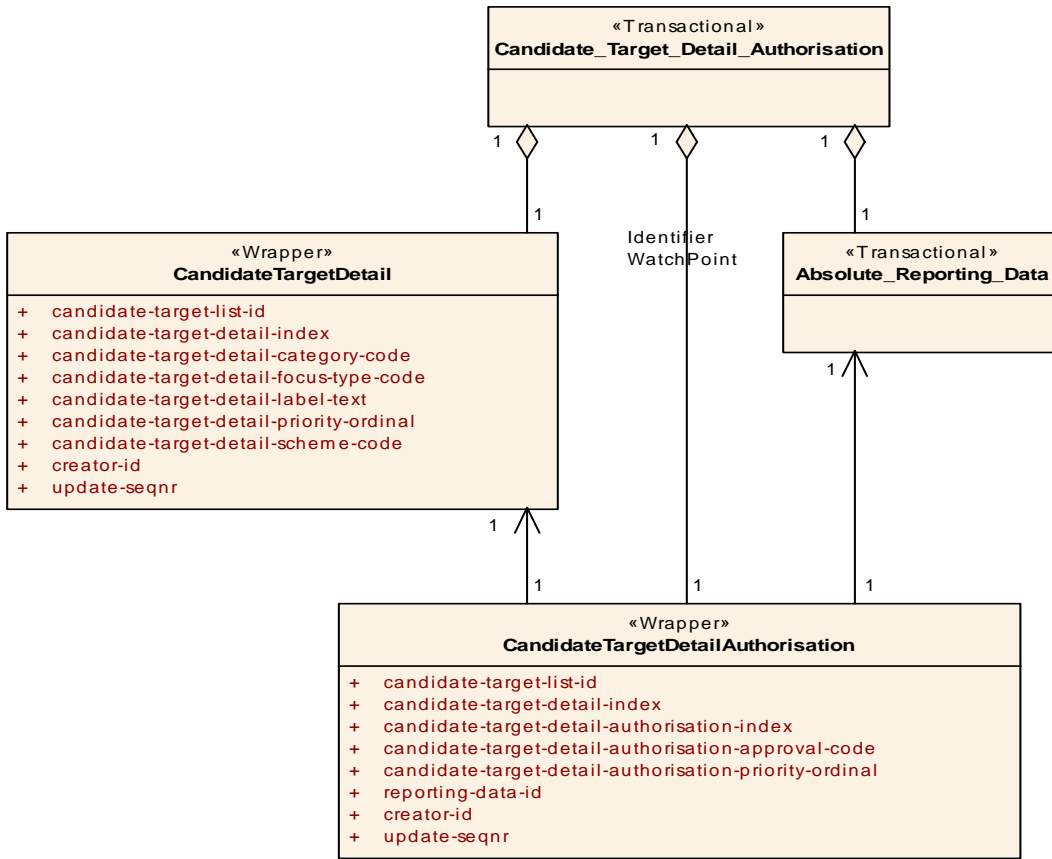 «Transactional»
Candidate_Target_Detail_Authorisation
1
1
1
1
1
Identifier
WatchPoint
«Wrapper»
CandidateTargetDetail
+ candidate-target-list-id
+ candidate-target-detail-index
+ candidate-target-detail-category-code
+ candidate-target-detail-focus-type-code
+ candidate-target-detail-label-text
+ candidate-target-detail-priority-ordinal
+ candidate-target-detail-scheme-code
+ creator-id
+ update-seqnr
«Transactional»
Absolute_Reporting_Data
1
1
1
1
1
«Wrapper»
CandidateTargetDetailAuthorisation
+ candidate-target-list-id
+ candidate-target-detail-index
+ candidate-target-detail-authorisation-index
+ candidate-target-detail-authorisation-approval-code
+ candidate-target-detail-authorisation-priority-ordinal
+ reporting-data-id
+ creator-id
+ update-seqnr